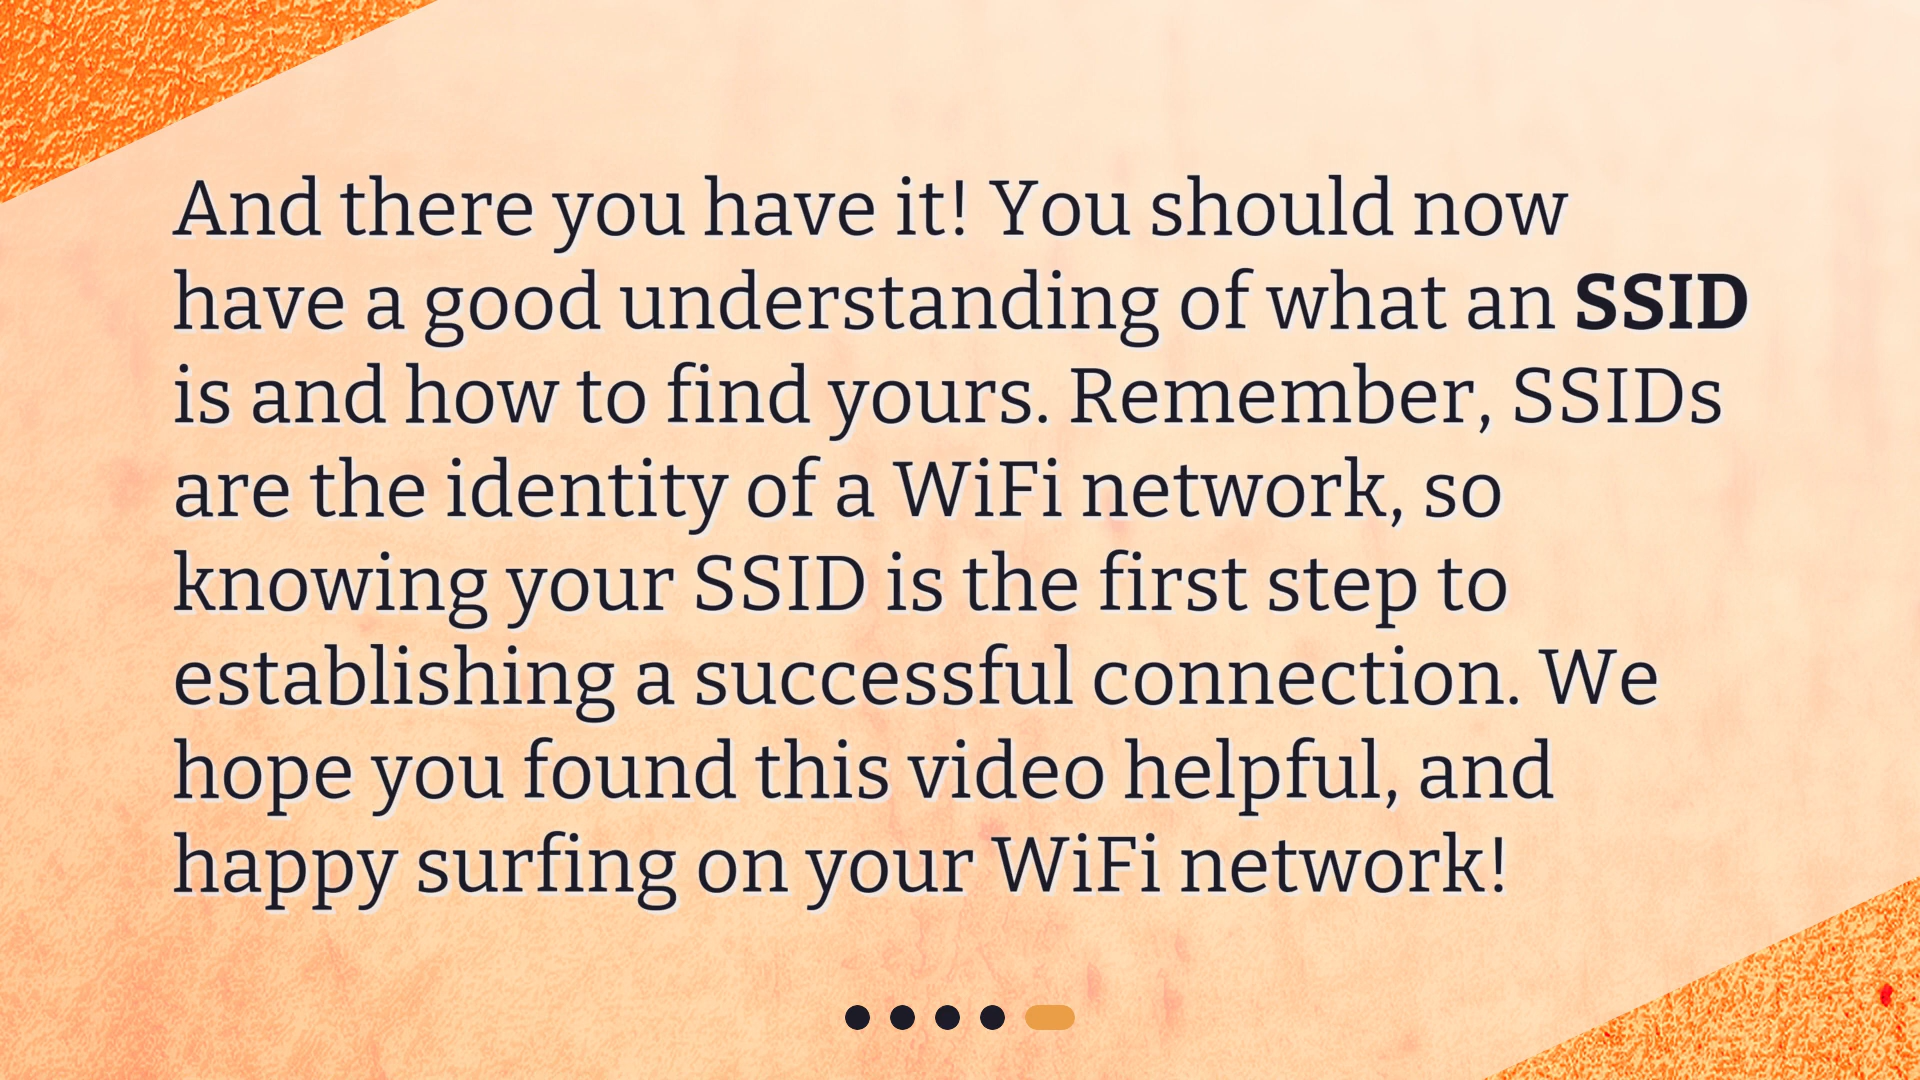 And there you have it! You should now
have a good understanding of what an SSID
is and how to find yours. Remember, SSIDs
are the identity of a WiFi network, so
knowing your SSID is the first step to
establishing a successful connection. We
hope you found this video helpful, and
happy surfing on your WiFi network!